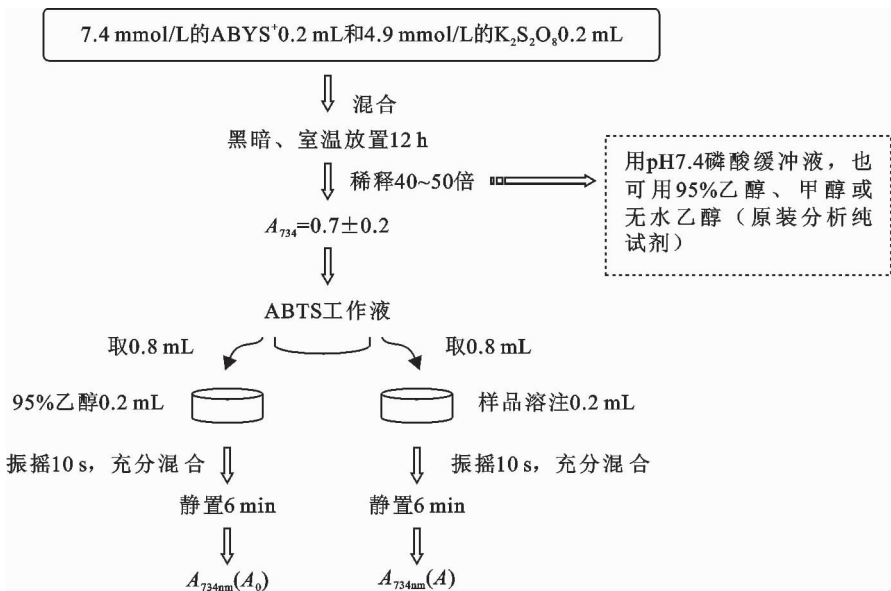 7.4 mmol/L的ABYS⁺0.2 mL和4.9 mmol/L的K₂S₂O₈0.2 mL
混合
黑暗、室温放置12 h
稀释40~50倍
用pH7.4磷酸缓冲液，也
可用95%乙醇、甲醇或
无水乙醇（原装分析纯
试剂）
A₇₃₄=0.7±0.2
ABTS工作液
取0.8 mL
取0.8 mL
95%乙醇0.2 mL
样品溶注0.2 mL
振摇10 s，充分混合
振摇10 s，充分混合
静置6 min
静置6 min
A₇₃₄ₙₘ(A₀)
A₇₃₄ₙₘ(A)